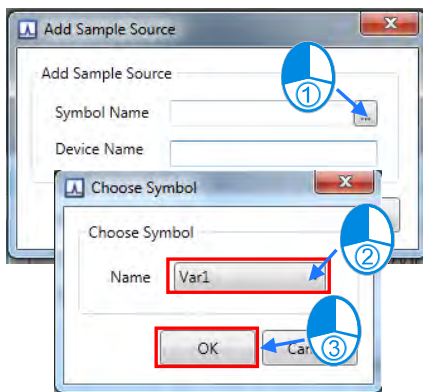 Add Sample Source
Add Sample Source
Symbol Name ...
①
Device Name
Choose Symbol
Choose Symbol
②
Name Var1
OK
③